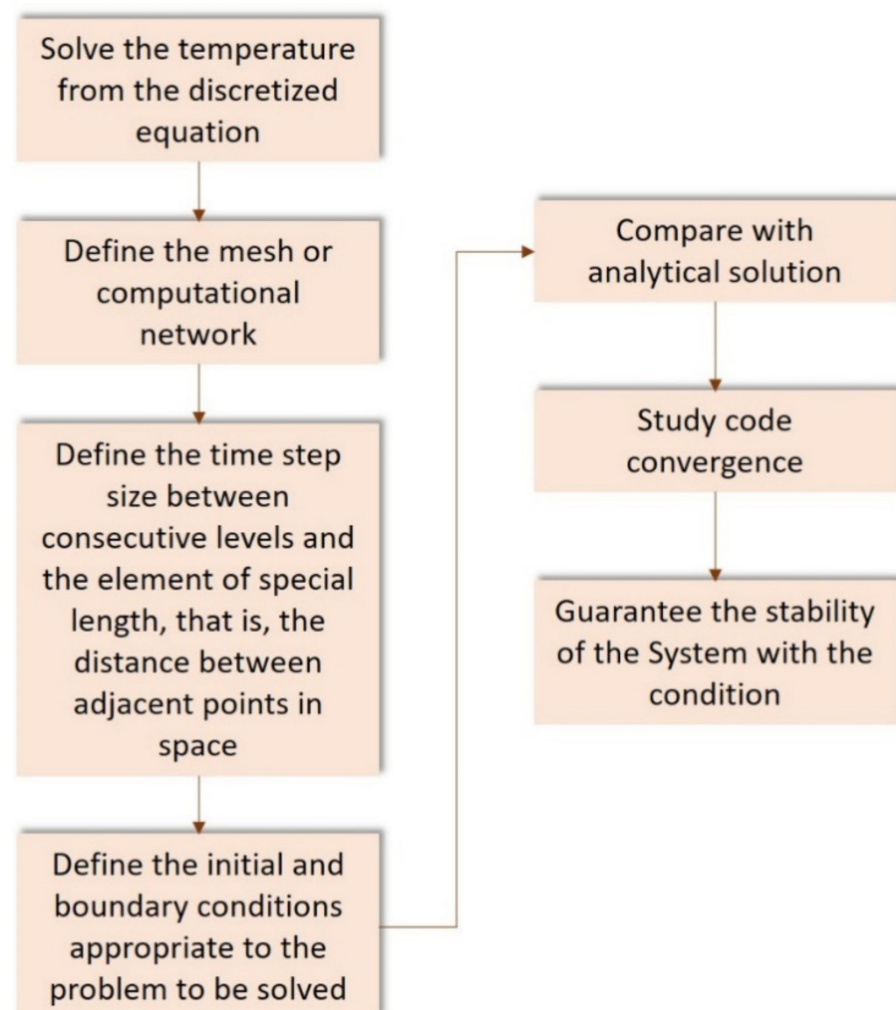 Solve the temperature
from the discretized
equation
Define the mesh or
computational
network
Define the time step
size between
consecutive levels and
the element of special
length, that is, the
distance between
adjacent points in
space
Define the initial and
boundary conditions
appropriate to the
problem to be solved
Compare with
analytical solution
Study code
convergence
Guarantee the stability
of the System with the
condition